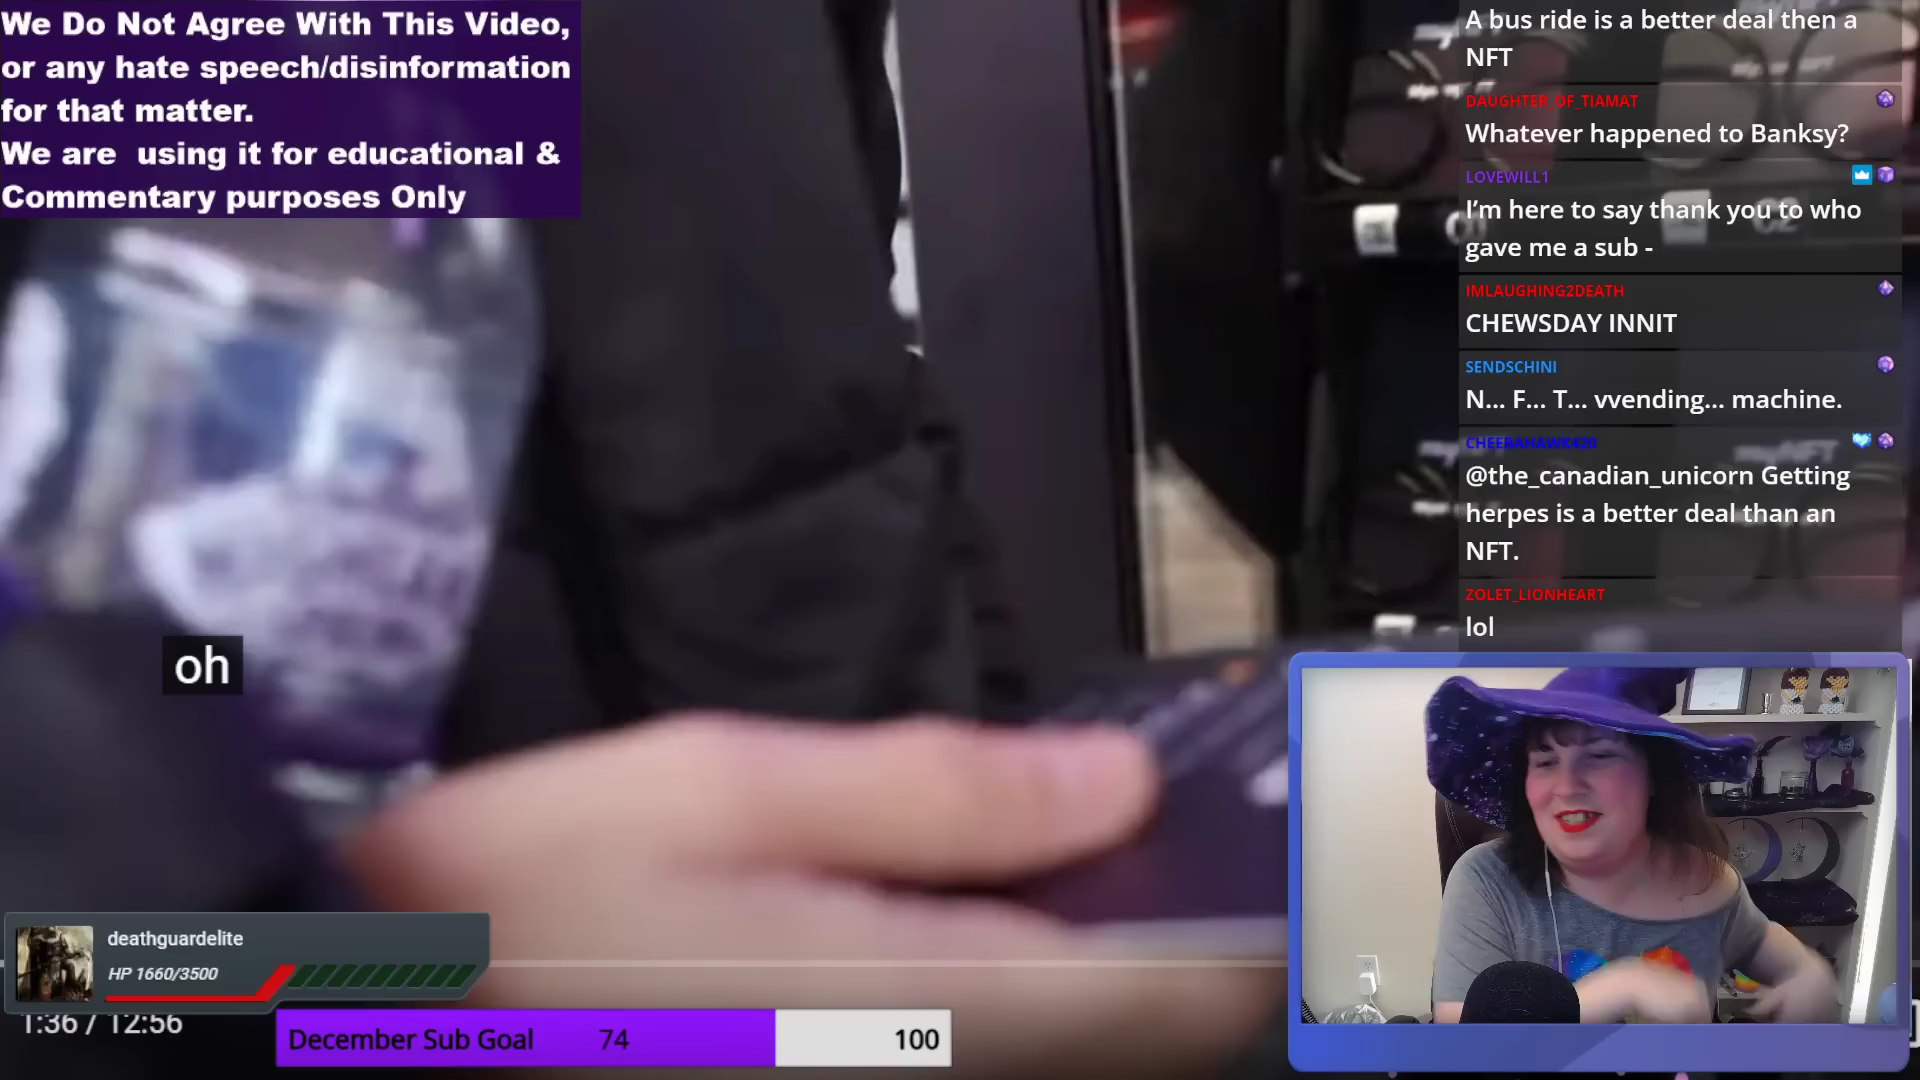 We Do Not Agree With This Video,
or any hate speech/disinformation
for that matter.
We are  using it for educational &
Commentary purposes Only
A bus ride is a better deal then a
NFT
DAUGHTER_OF_TIAMAT
Whatever happened to Banksy?
LOVEWILL1
I'm here to say thank you to who
gave me a sub -
IMLAUGHING2DEATH
CHEWSDAY INNIT
SENDSCHINI
N... F... T... vvending... machine.
CHEEBAHAWK420
@the_canadian_unicorn Getting
herpes is a better deal than an
NFT.
ZOLET_LIONHEART
lol
C2
myNFT
oh
deathguardelite
HP 1660/3500
1:36 / 12:56
December Sub Goal 74 100